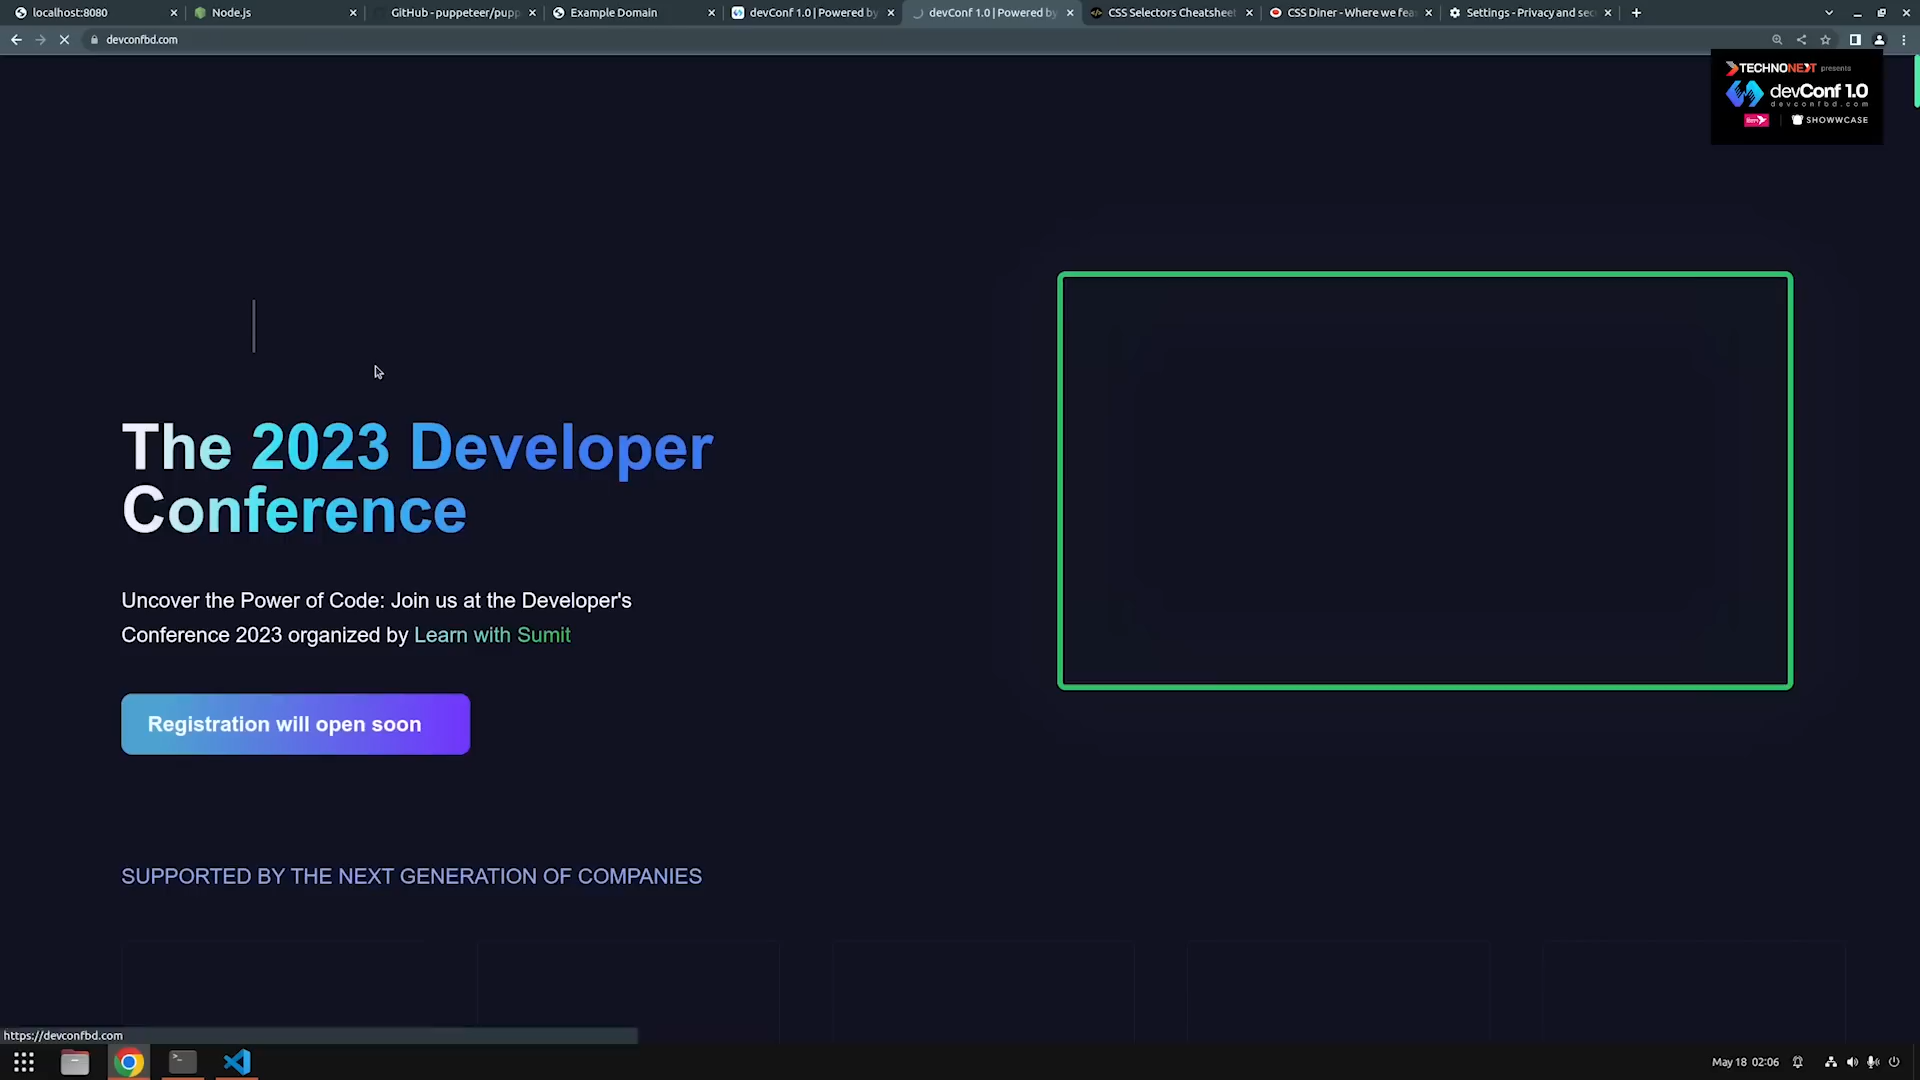 localhost:8080
Node.js
GitHub - puppeteer/pupp
Example Domain
devConf 1.0 | Powered by
devConf 1.0 | Powered by
CSS Selectors Cheatshee
CSS Diner - Where we fea
Settings - Privacy and sec
devconfbd.com
TECHNONEXT presents
devConf 1.0
devconfbd.com
SHOWWCASE
The 2023 Developer
Conference
Uncover the Power of Code: Join us at the Developer's
Conference 2023 organized by Learn with Sumit
Registration will open soon
SUPPORTED BY THE NEXT GENERATION OF COMPANIES
https://devconfbd.com
May 18 02:06